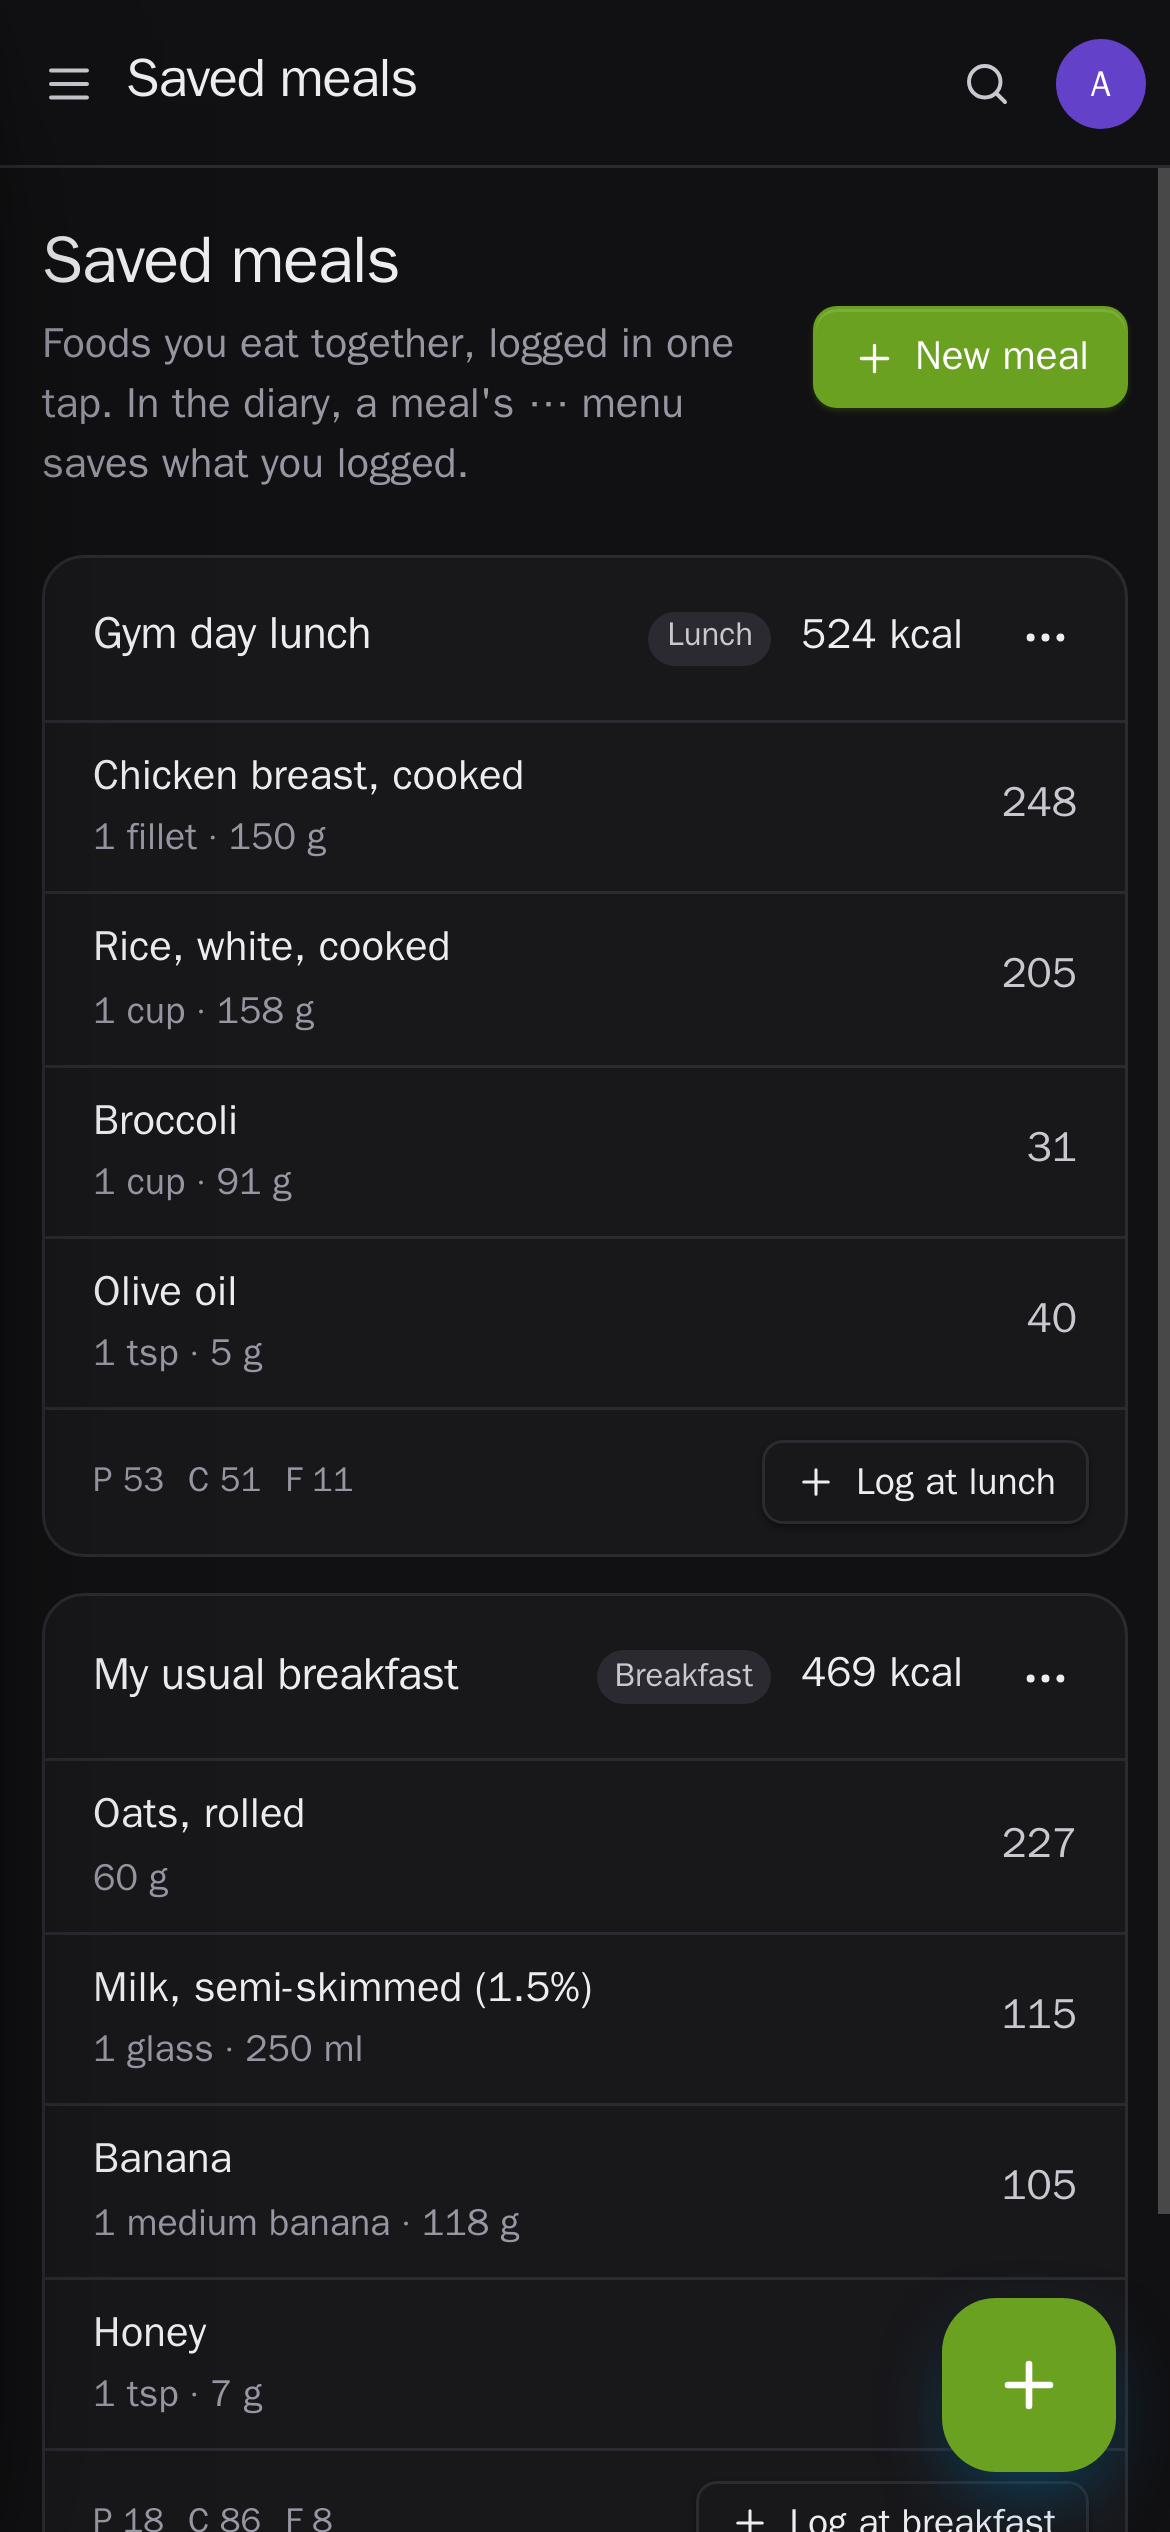 Saved meals
A
Saved meals
Foods you eat together, logged in one
tap. In the diary, a meal's ··· menu
saves what you logged.
New meal
Gym day lunch
Lunch
524 kcal
Chicken breast, cooked
1 fillet · 150 g
248
Rice, white, cooked
1 cup · 158 g
205
Broccoli
1 cup · 91 g
31
Olive oil
1 tsp · 5 g
40
P 53 C 51 F 11
Log at lunch
My usual breakfast
Breakfast
469 kcal
Oats, rolled
60 g
227
Milk, semi-skimmed (1.5%)
1 glass · 250 ml
115
Banana
1 medium banana · 118 g
105
Honey
1 tsp · 7 g
P 18 C 86 F 8
Log at breakfast